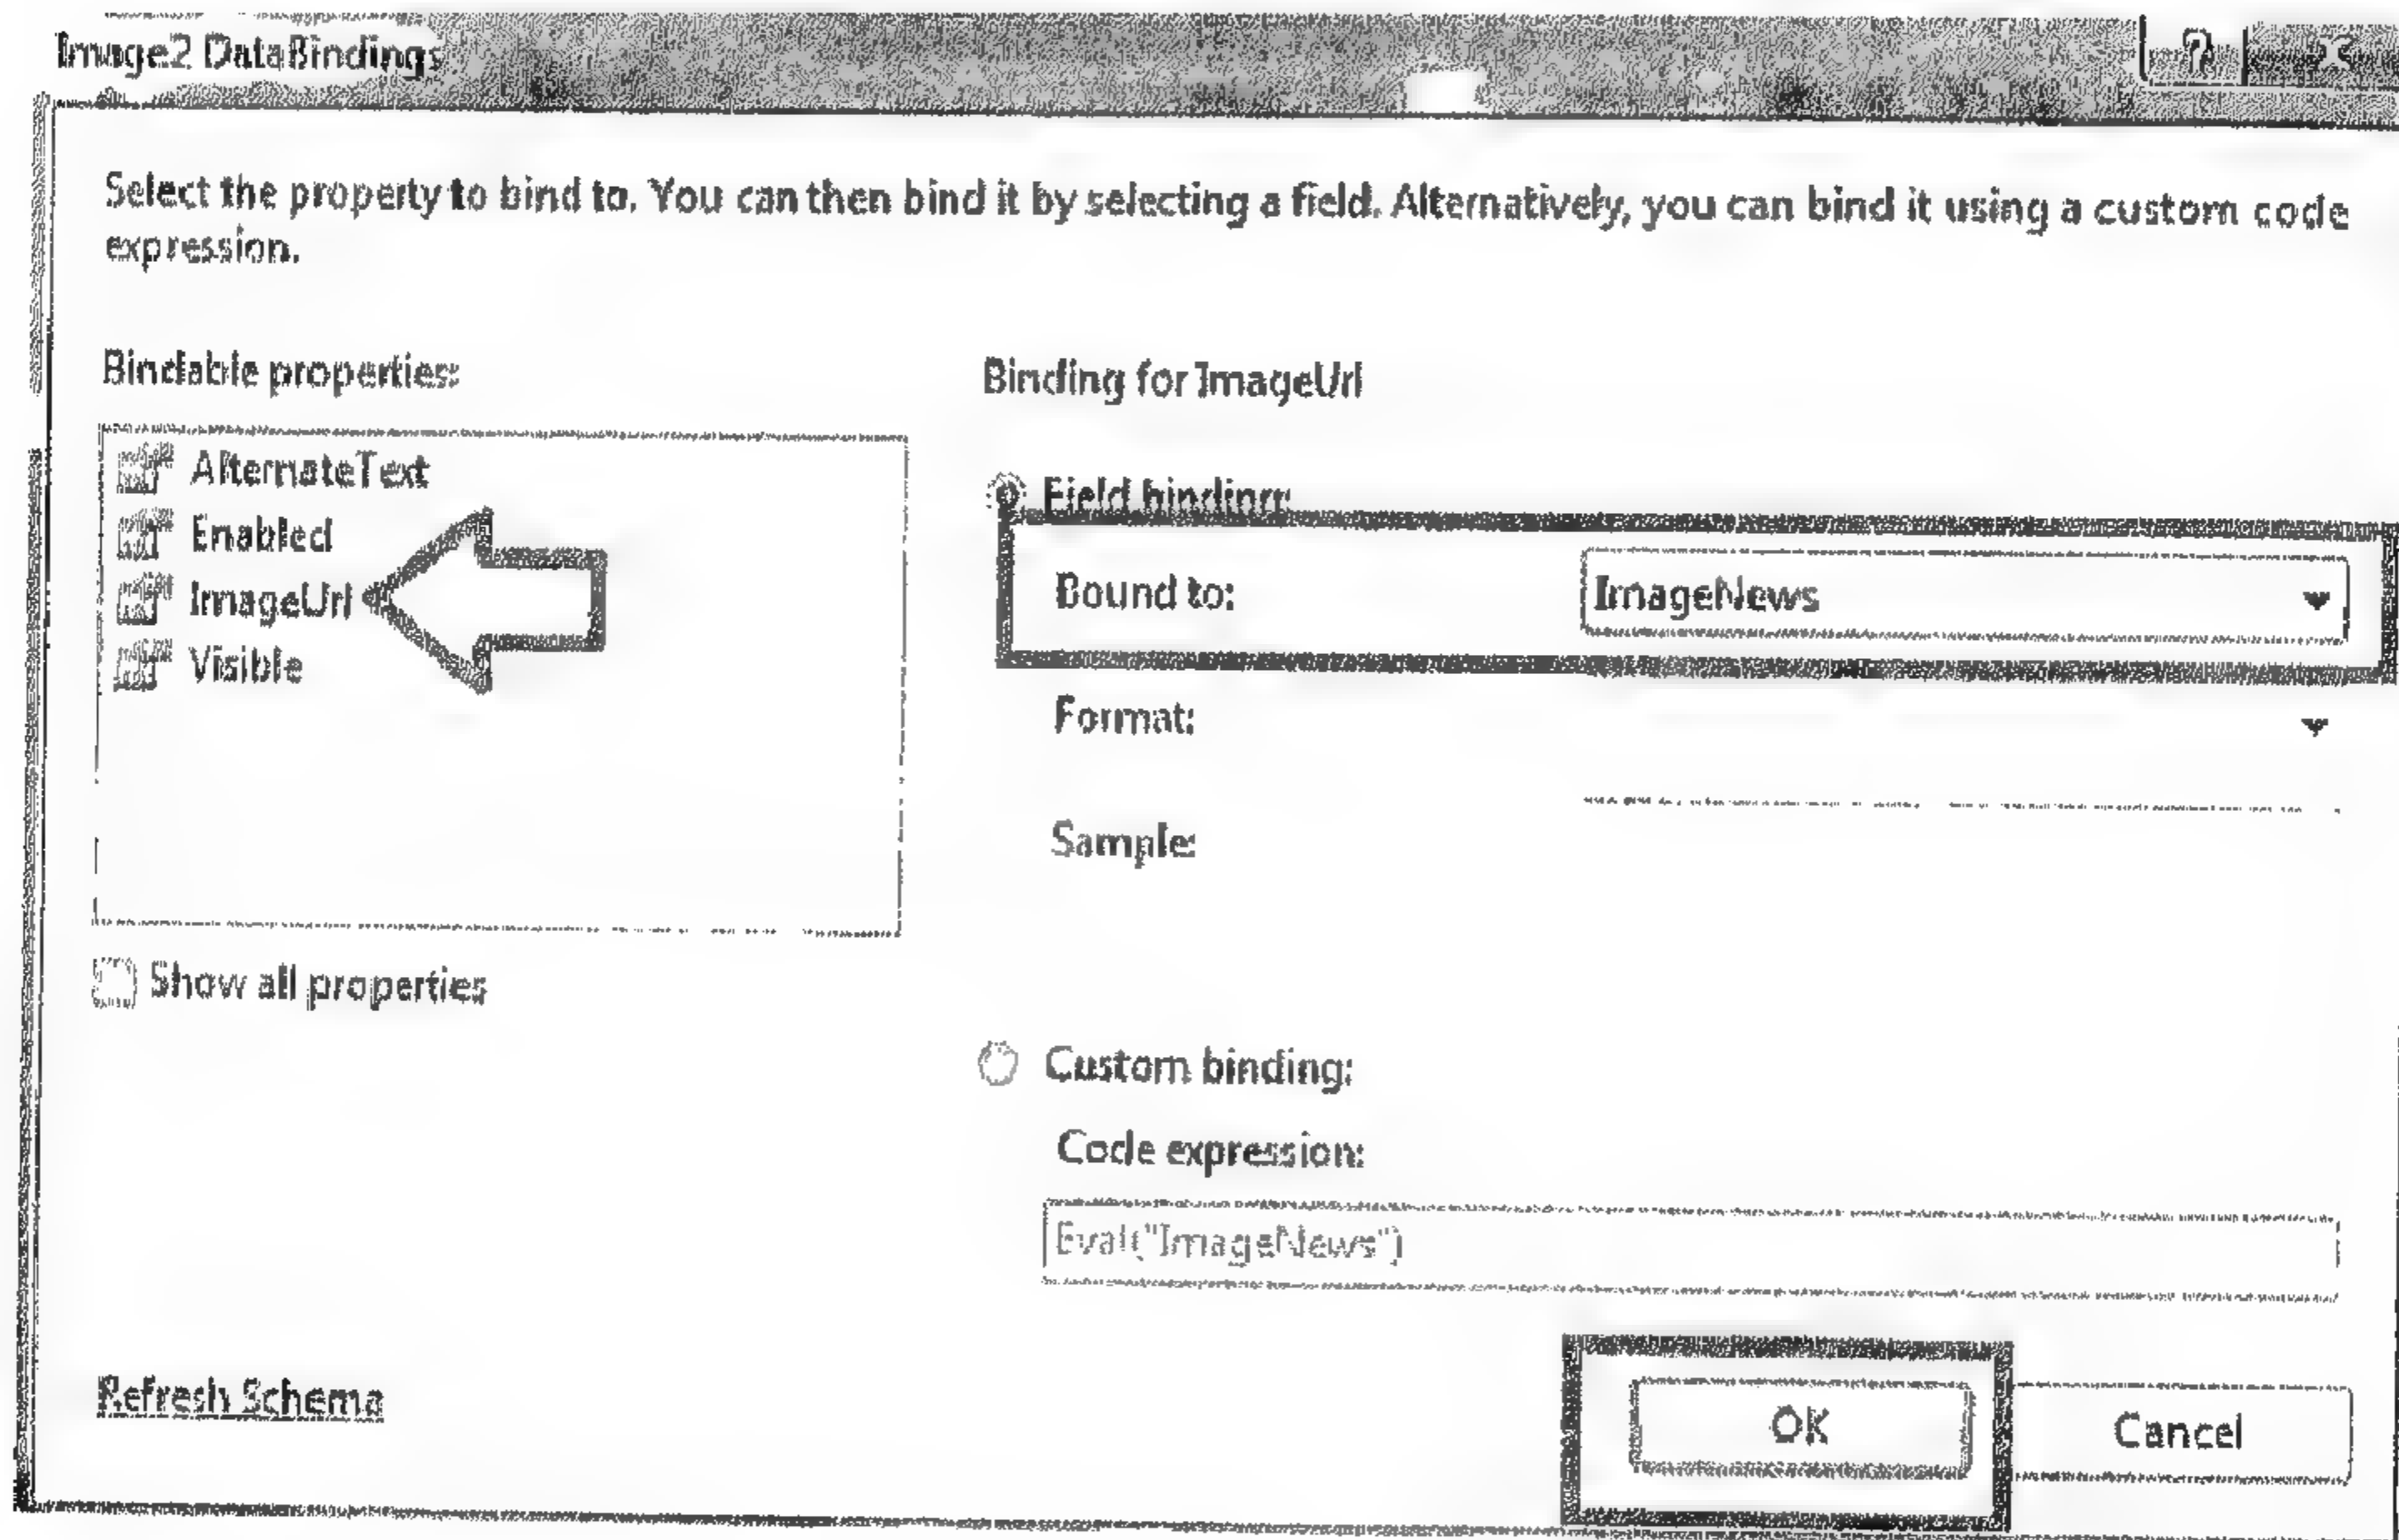 Image2 DataBindings
Select the property to bind to. You can then bind it by selecting a field. Alternatively, you can bind it using a custom code
expression.
Bindable properties:
AlternateText
Enabled
ImageUrl
Visible
Show all properties
Refresh Schema
Binding for ImageUrl
Field binding:
Bound to:
ImageNews
Format:
Sample:
Custom binding:
Code expression:
Eval("ImageNews")
OK
Cancel